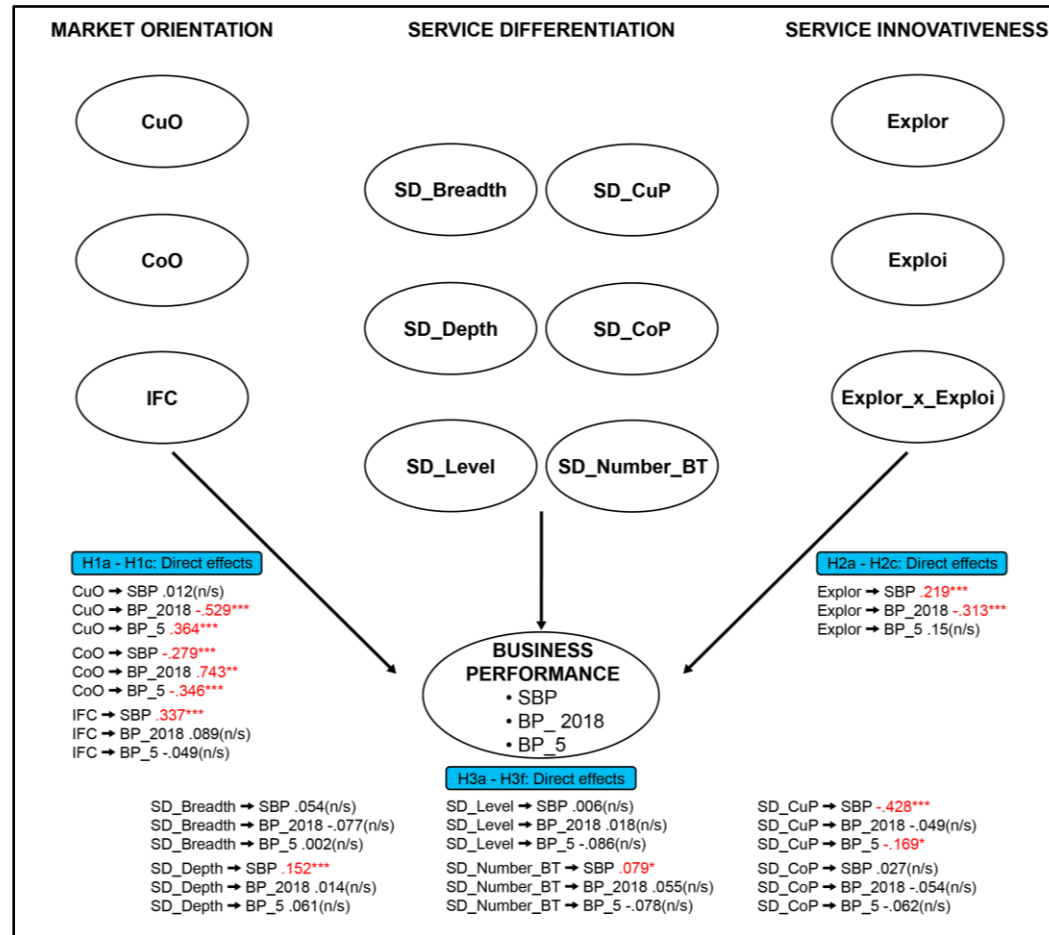 MARKET ORIENTATION
SERVICE DIFFERENTIATION
SERVICE INNOVATIVENESS
CuO
CoO
IFC
SD_Breadth
SD_CuP
SD_Depth
SD_CoP
SD_Level
SD_Number_BT
Explor
Exploi
Explor_x_Exploi
H1a - H1c: Direct effects
CuO → SBP .012(n/s)
CuO → BP_2018 -.529***
CuO → BP_5 .364***
CoO → SBP -.279***
CoO → BP_2018 .743**
CoO → BP_5 -.346***
IFC → SBP .337***
IFC → BP_2018 .089(n/s)
IFC → BP_5 -.049(n/s)
H2a - H2c: Direct effects
Explor → SBP .219***
Explor → BP_2018 -.313***
Explor → BP_5 .15(n/s)
BUSINESS
PERFORMANCE
• SBP
• BP_ 2018
• BP_5
H3a - H3f: Direct effects
SD_Breadth → SBP .054(n/s)
SD_Breadth → BP_2018 -.077(n/s)
SD_Breadth → BP_5 .002(n/s)
SD_Depth → SBP .152***
SD_Depth → BP_2018 .014(n/s)
SD_Depth → BP_5 .061(n/s)
SD_Level → SBP .006(n/s)
SD_Level → BP_2018 .018(n/s)
SD_Level → BP_5 -.086(n/s)
SD_Number_BT → SBP .079*
SD_Number_BT → BP_2018 .055(n/s)
SD_Number_BT → BP_5 -.078(n/s)
SD_CuP → SBP -.428***
SD_CuP → BP_2018 -.049(n/s)
SD_CuP → BP_5 -.169*
SD_CoP → SBP .027(n/s)
SD_CoP → BP_2018 -.054(n/s)
SD_CoP → BP_5 -.062(n/s)